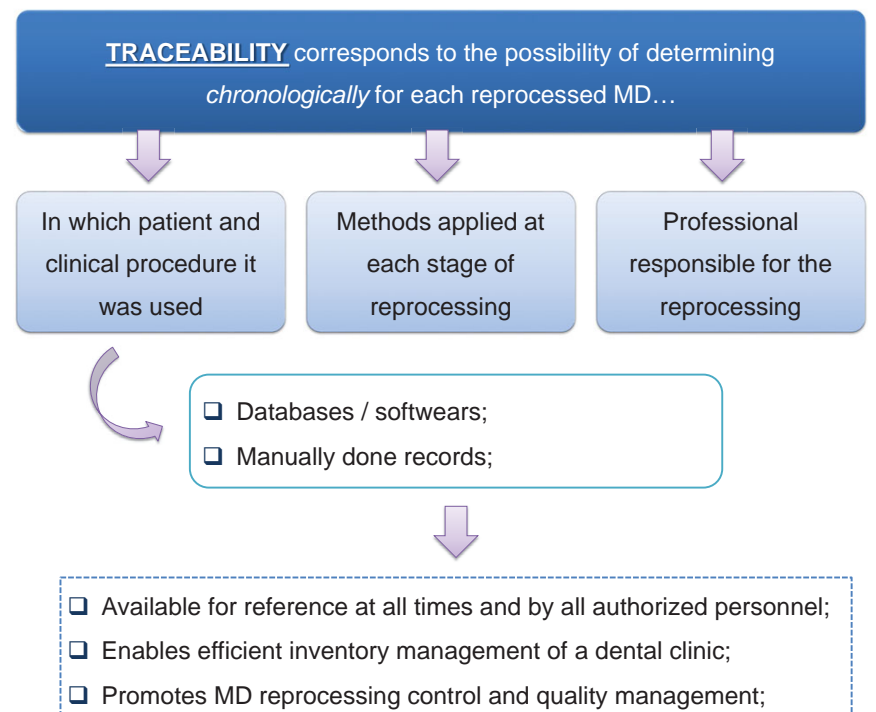 TRACEABILITY corresponds to the possibility of determining
chronologically for each reprocessed MD…
In which patient and
clinical procedure it
was used
Methods applied at
each stage of
reprocessing
Professional
responsible for the
reprocessing
❑ Databases / softwears;
❑ Manually done records;
❑ Available for reference at all times and by all authorized personnel;
❑ Enables efficient inventory management of a dental clinic;
❑ Promotes MD reprocessing control and quality management;